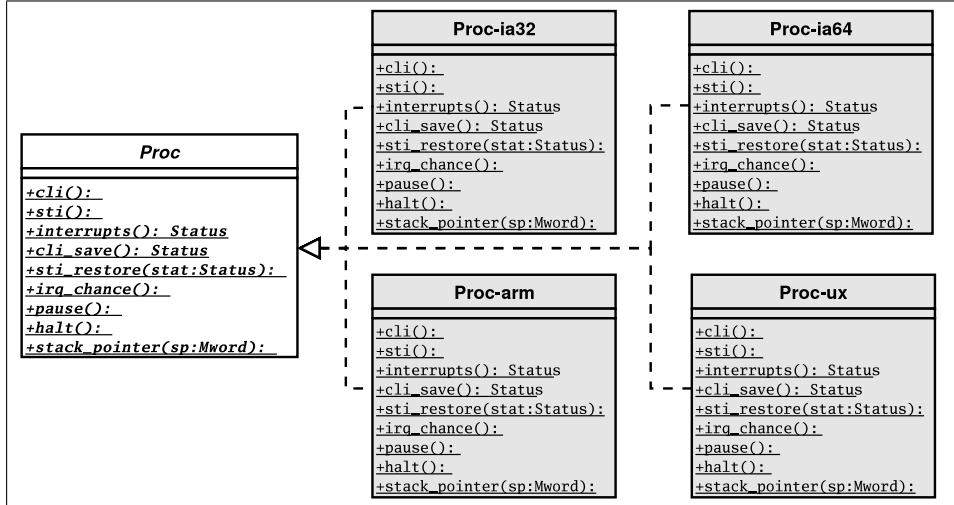 Proc
+cli():
+sti():
+interrupts(): Status
+cli_save(): Status
+sti_restore(stat:Status):
+irq_chance():
+pause():
+halt():
+stack_pointer(sp:Mword):
Proc-ia32
+cli():
+sti():
+interrupts(): Status
+cli_save(): Status
+sti_restore(stat:Status):
+irq_chance():
+pause():
+halt():
+stack_pointer(sp:Mword):
Proc-ia64
+cli():
+sti():
+interrupts(): Status
+cli_save(): Status
+sti_restore(stat:Status):
+irq_chance():
+pause():
+halt():
+stack_pointer(sp:Mword):
Proc-arm
+cli():
+sti():
+interrupts(): Status
+cli_save(): Status
+sti_restore(stat:Status):
+irq_chance():
+pause():
+halt():
+stack_pointer(sp:Mword):
Proc-ux
+cli():
+sti():
+interrupts(): Status
+cli_save(): Status
+sti_restore(stat:Status):
+irq_chance():
+pause():
+halt():
+stack_pointer(sp:Mword):